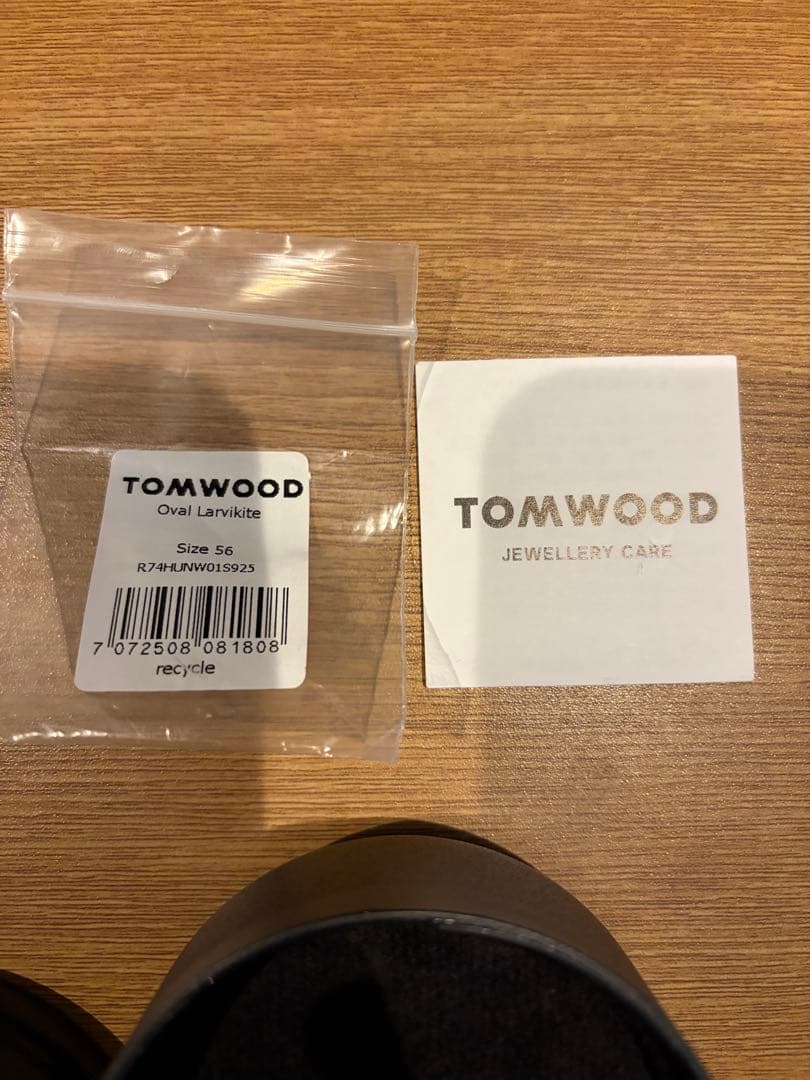 TOMWOOD
Oval Larvikite
Size 56
R74HUNW01S925
7 072508 081808
recycle
TOMWOOD
JEWELLERY CARE